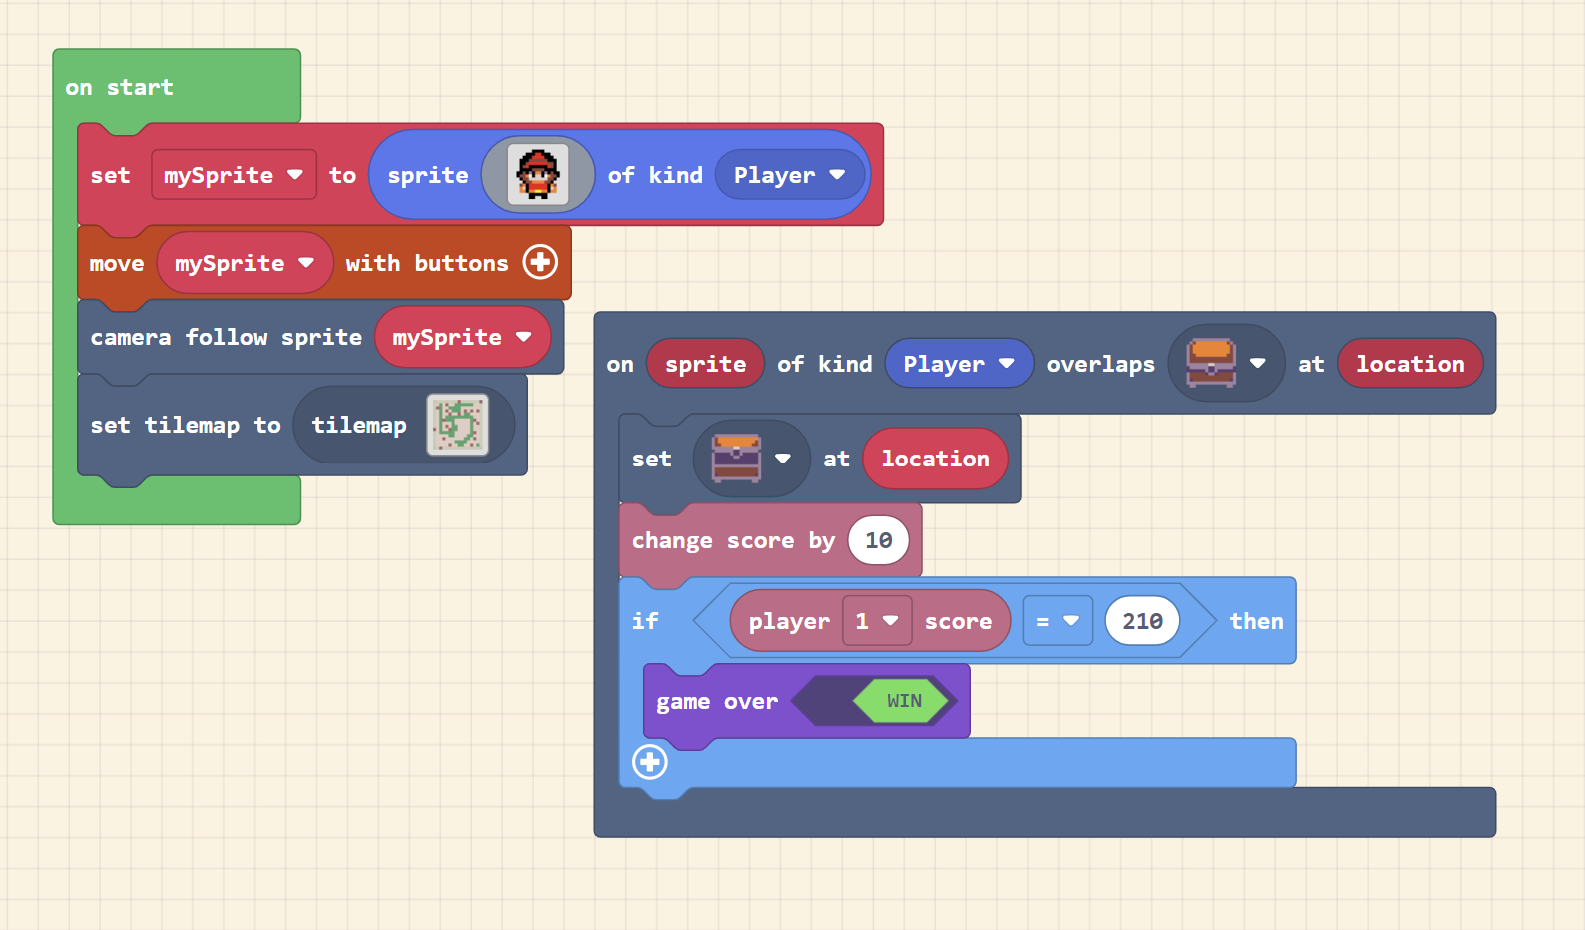 on start
set mySprite to sprite of kind Player
move mySprite with buttons
camera follow sprite mySprite
set tilemap to tilemap
on sprite of kind Player overlaps at location
set at location
change score by 10
if player 1 score = 210 then
game over WIN